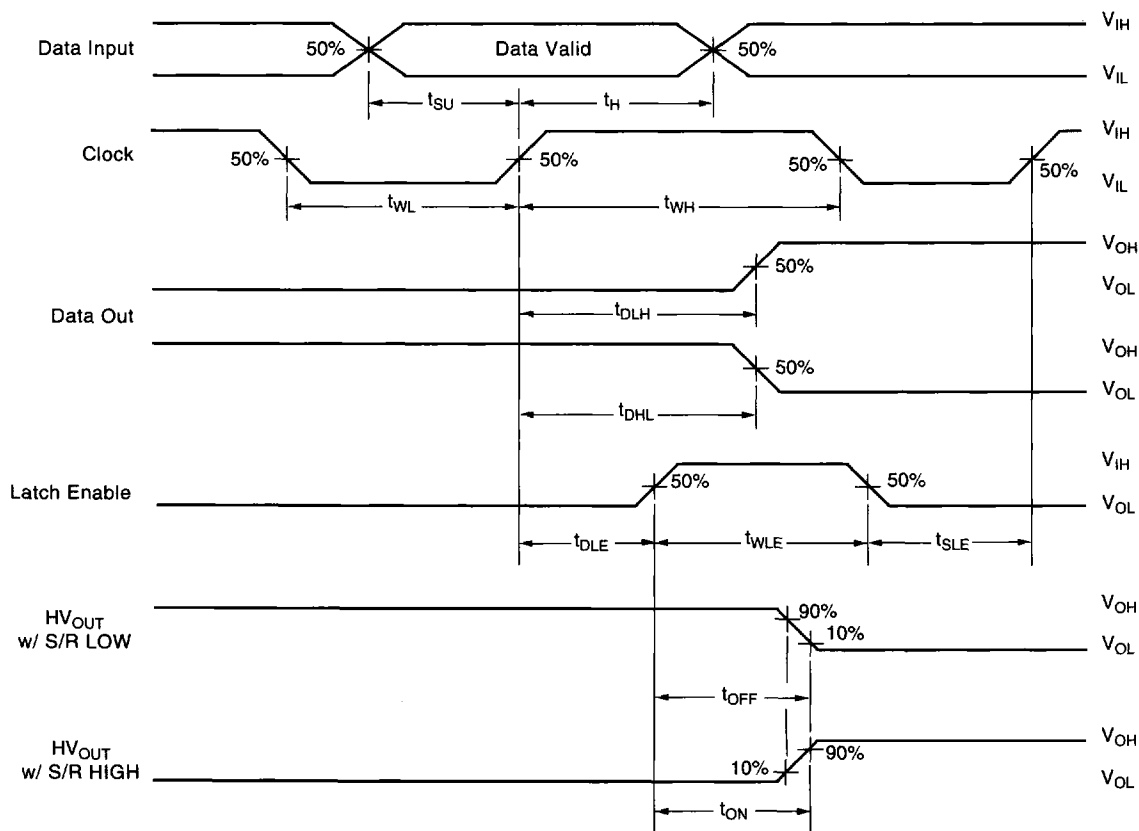 V_IH
Data Input 50% Data Valid 50%
V_IL
t_SU t_H
V_IH
Clock 50% 50% 50% 50%
V_IL
t_WL t_WH
V_OH
50%
V_OL
t_DLH
Data Out
V_OH
50%
V_OL
t_DHL
V_IH
Latch Enable 50% 50%
V_OL
t_DLE t_WLE t_SLE
V_OH
HV_OUT 90%
w/ S/R LOW 10% V_OL
t_OFF
V_OH
HV_OUT 90%
w/ S/R HIGH 10% V_OL
t_ON